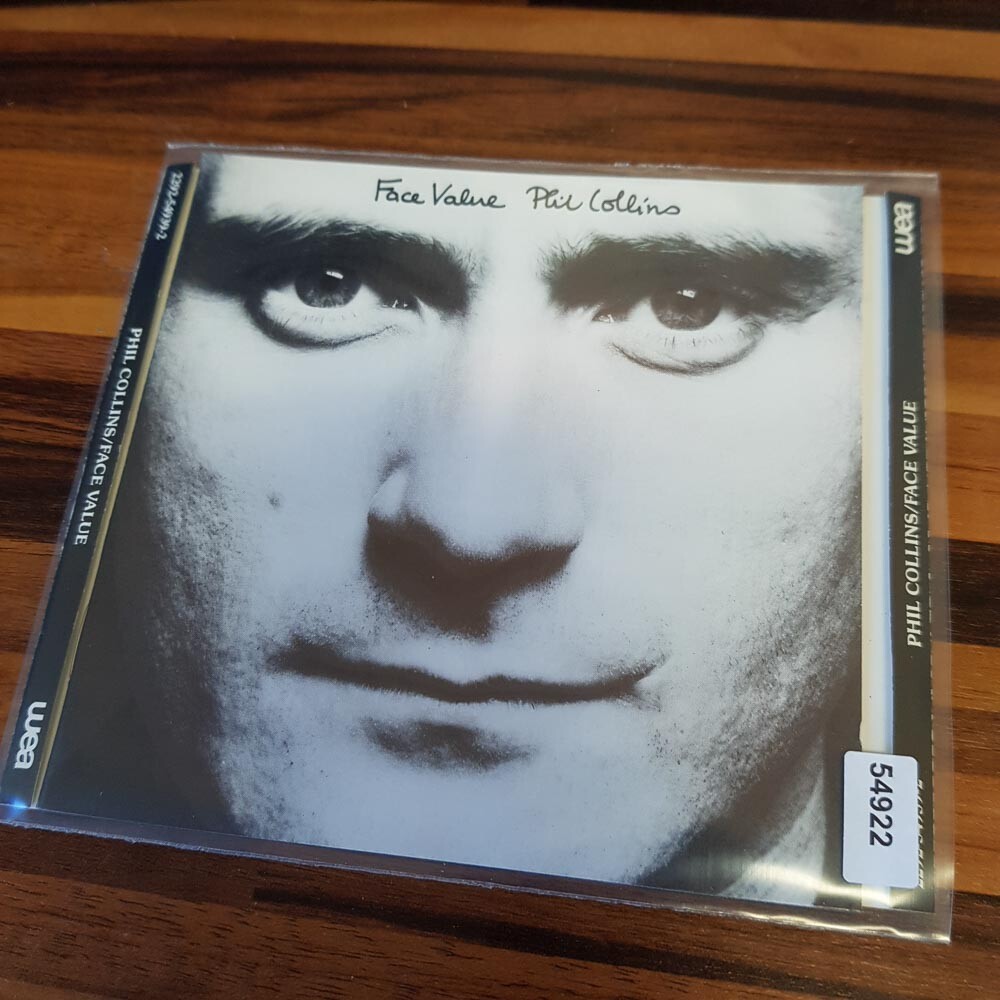 Face Value Phil Collins
PHIL COLLINS/FACE VALUE
wea
wea
PHIL COLLINS/FACE VALUE
54922